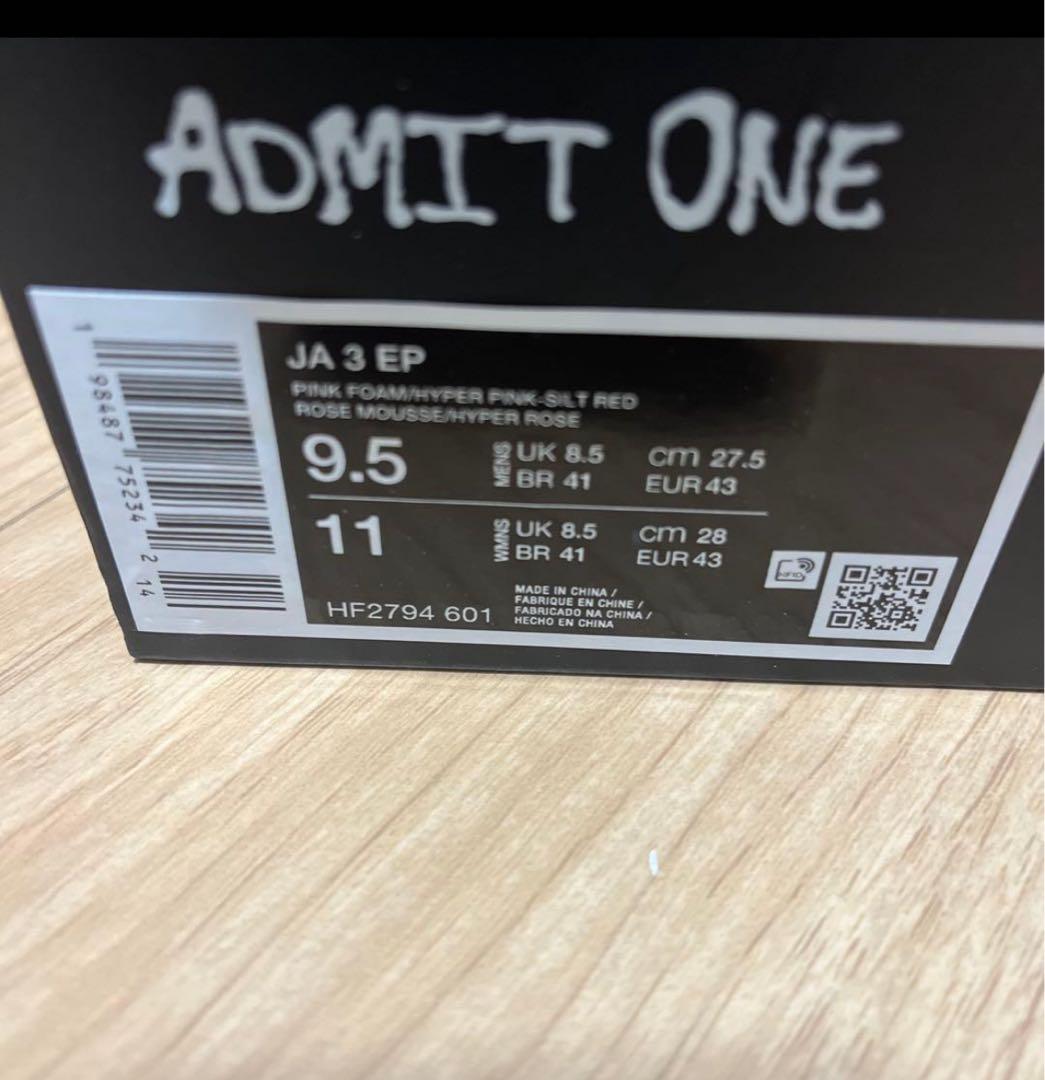 ADMIT ONE
JA 3 EP
PINK FOAM/HYPER PINK-SILT RED
ROSE MOUSSE/HYPER ROSE
9.5 MENS UK 8.5 cm 27.5
BR 41 EUR 43
11 WMNS UK 8.5 cm 28
BR 41 EUR 43
HF2794 601
MADE IN CHINA /
FABRIQUE EN CHINE /
FABRICADO NA CHINA /
HECHO EN CHINA
1 98487 75234 2 14